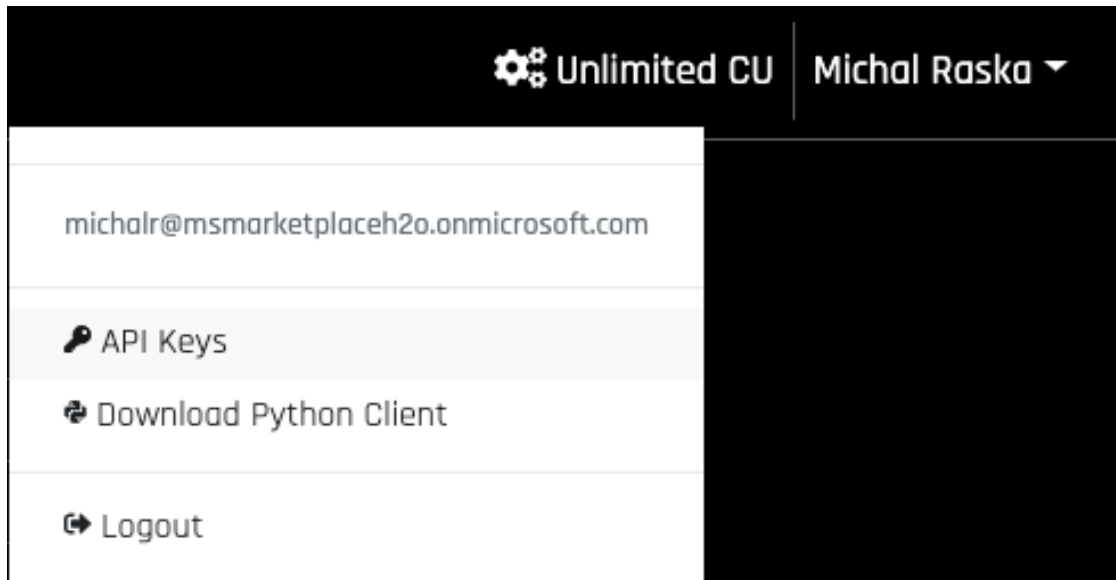 Unlimited CU
Michal Raska
michalr@msmarketplaceh2o.onmicrosoft.com
API Keys
Download Python Client
Logout